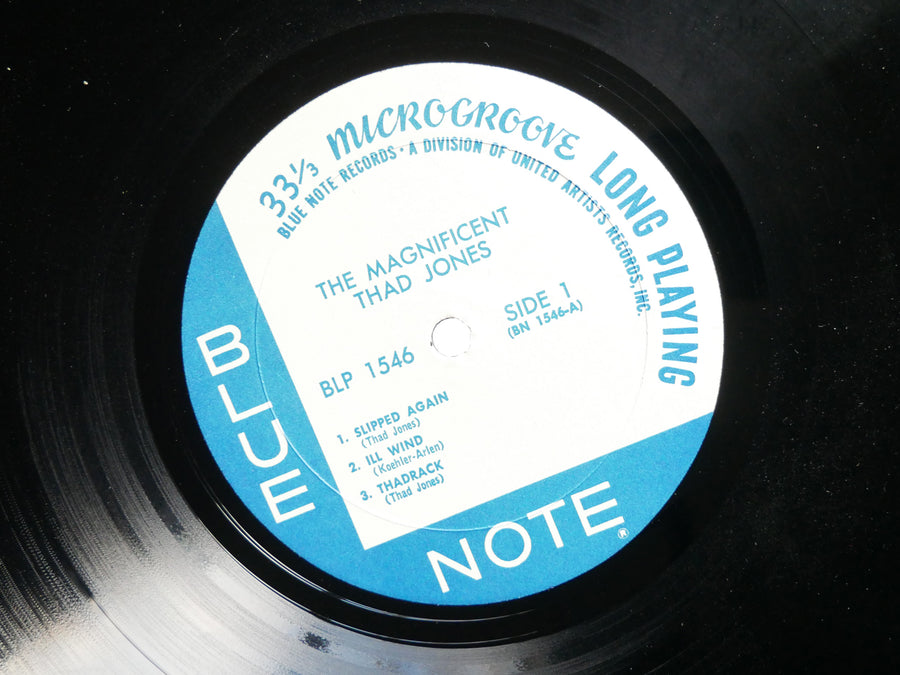 33⅓ MICROGROOVE LONG PLAYING
BLUE NOTE RECORDS · A DIVISION OF UNITED ARTISTS RECORDS, INC.
THE MAGNIFICENT
THAD JONES
SIDE 1
(BN 1546-A)
BLP 1546
1. SLIPPED AGAIN
(Thad Jones)
2. ILL WIND
(Koehler-Arlen)
3. THADRACK
(Thad Jones)
BLUE
NOTE®